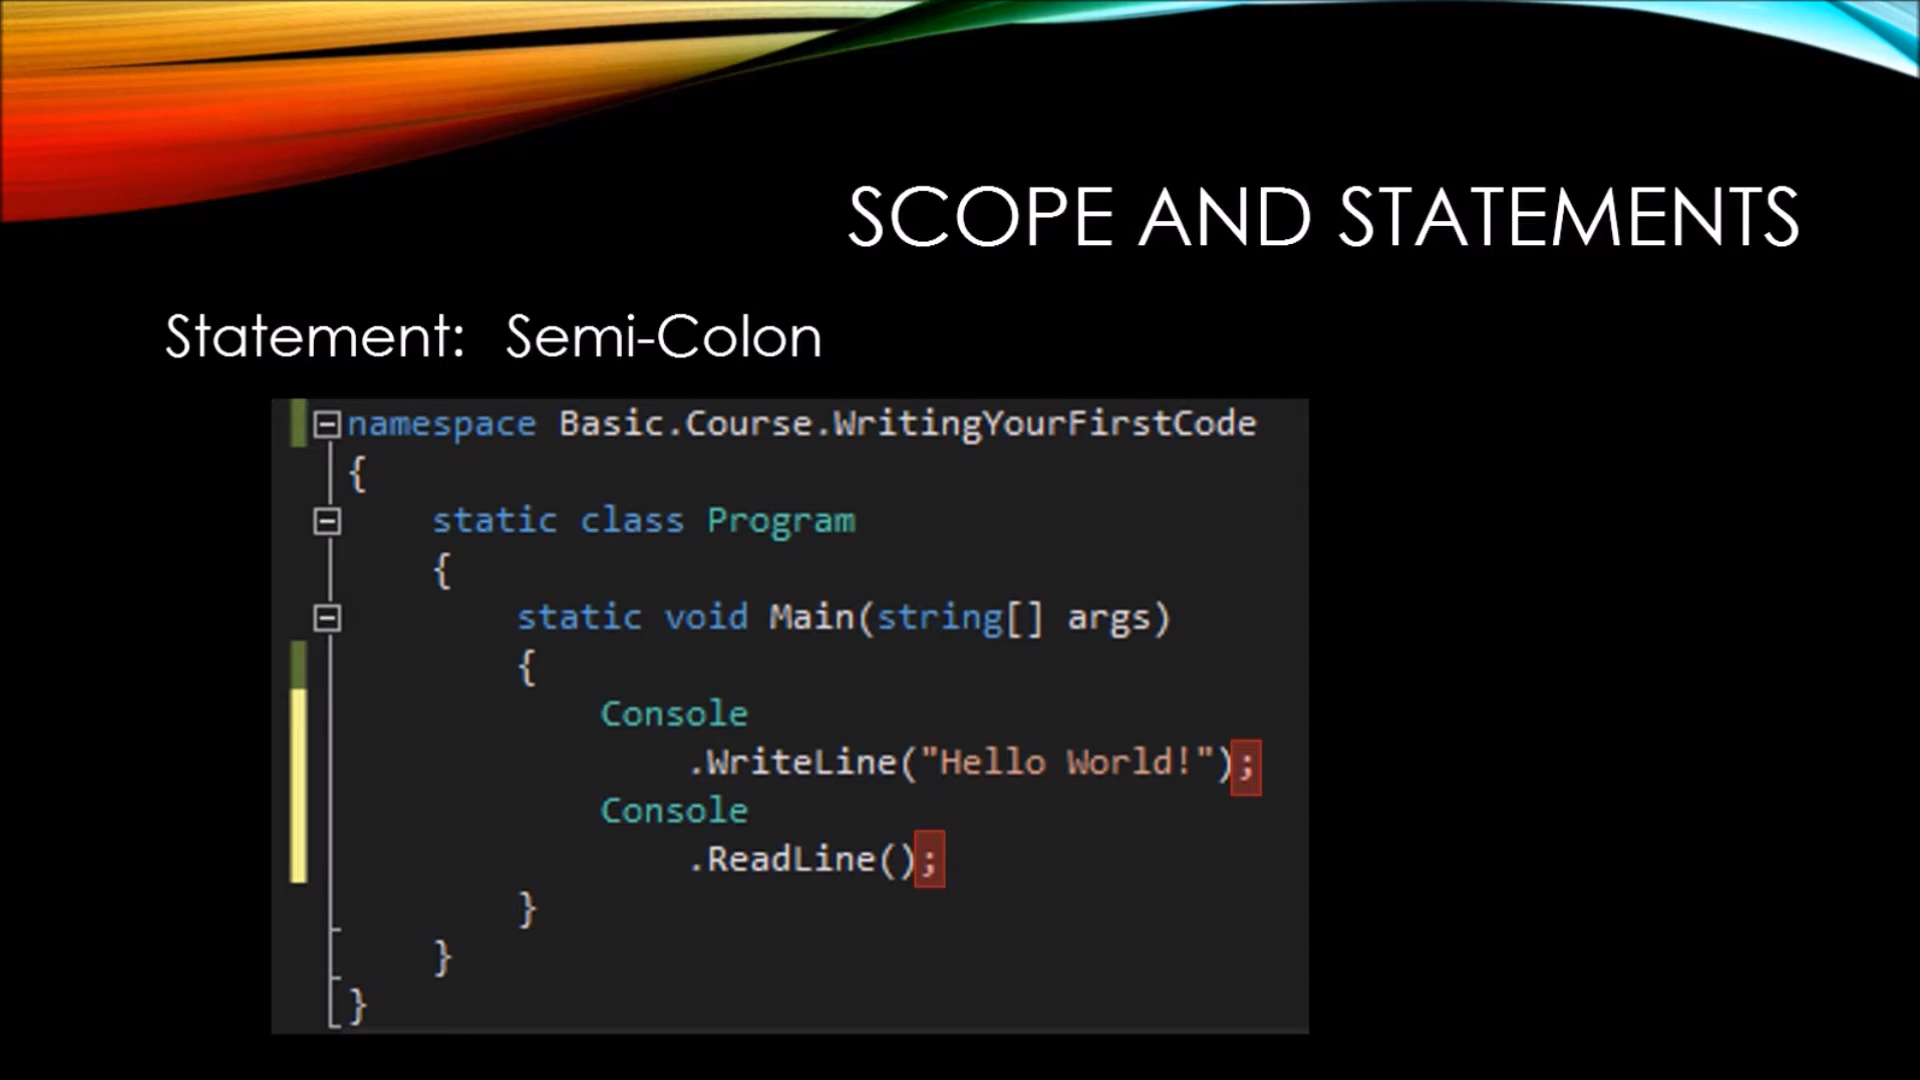 SCOPE AND STATEMENTS
Statement: Semi-Colon
namespace Basic.Course.WritingYourFirstCode
{
    static class Program
    {
        static void Main(string[] args)
        {
            Console
                .WriteLine("Hello World!");
            Console
                .ReadLine();
        }
    }
}